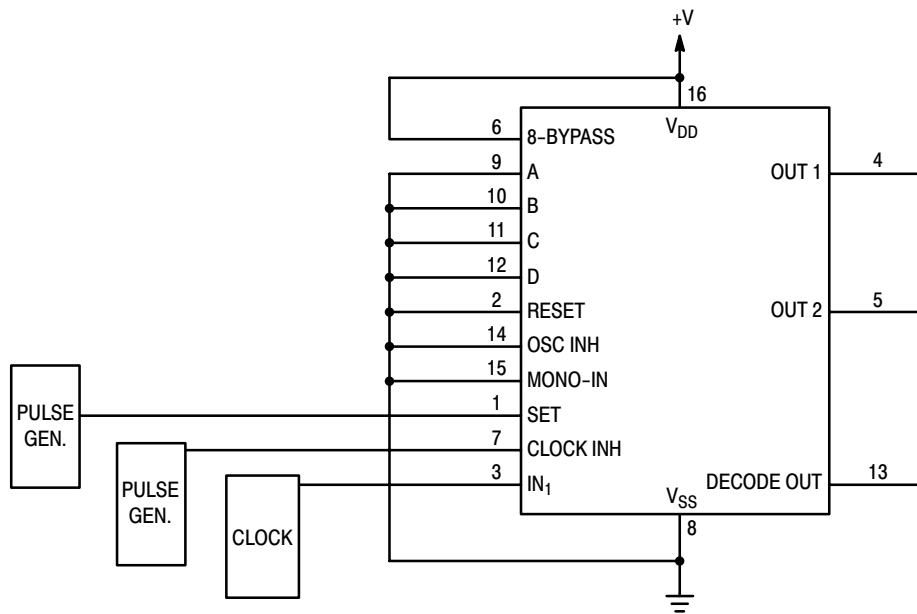 +V
16
VDD
6
8-BYPASS
9
A
OUT 1
4
10
B
11
C
12
D
2
RESET
OUT 2
5
14
OSC INH
15
MONO-IN
PULSE
GEN.
1
SET
7
CLOCK INH
PULSE
GEN.
3
IN1
DECODE OUT
13
CLOCK
VSS
8